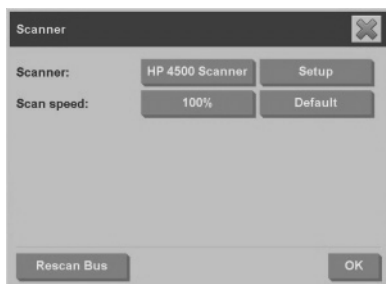 Scanner
Scanner: HP 4500 Scanner Setup
Scan speed: 100% Default
Rescan Bus OK